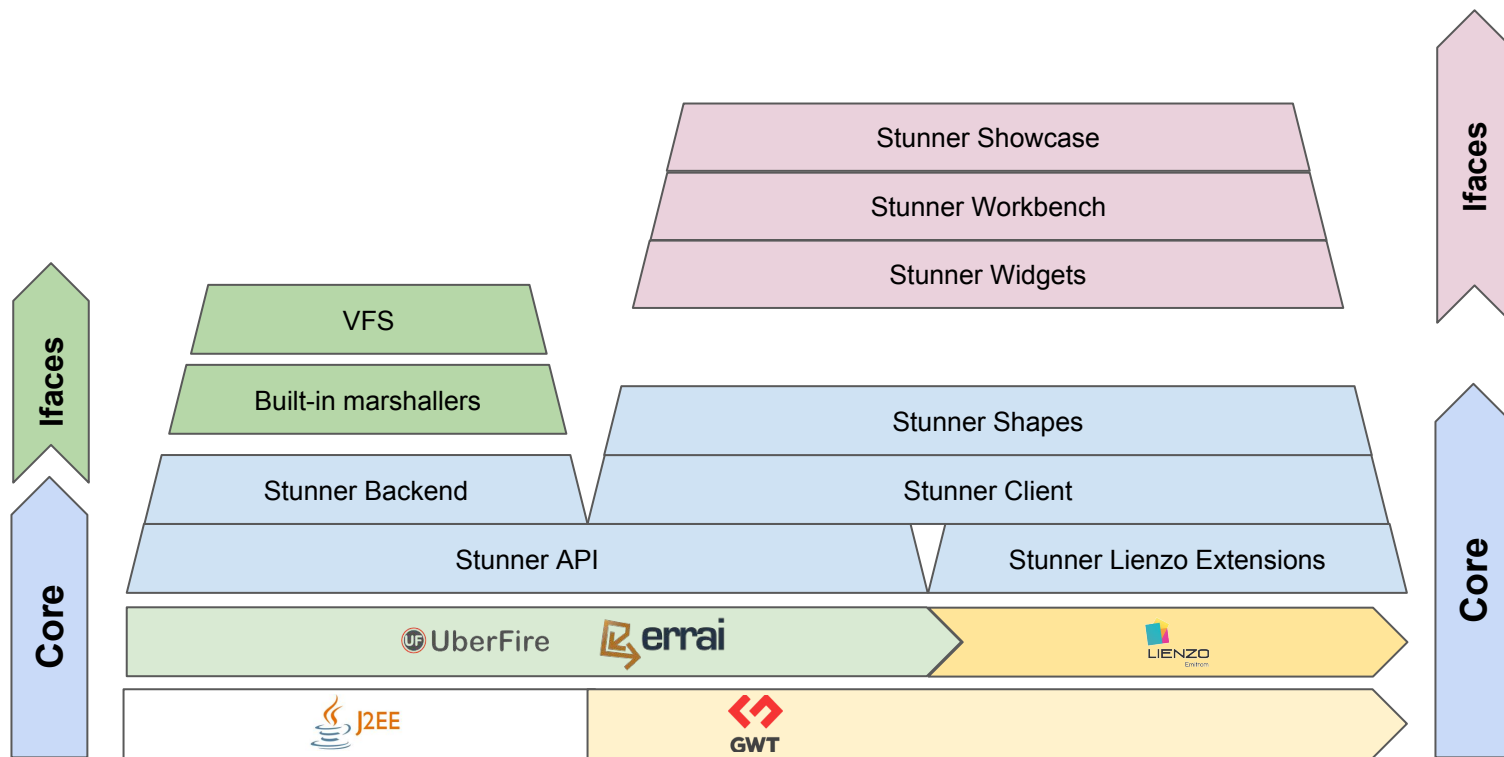 Ifaces
Stunner Showcase
Stunner Workbench
Stunner Widgets
Ifaces
VFS
Built-in marshallers
Stunner Shapes
Stunner Backend
Stunner Client
Core
Core
Stunner API
Stunner Lienzo Extensions
UF UberFire
errai
LIENZO
Emitrom
J2EE
GWT